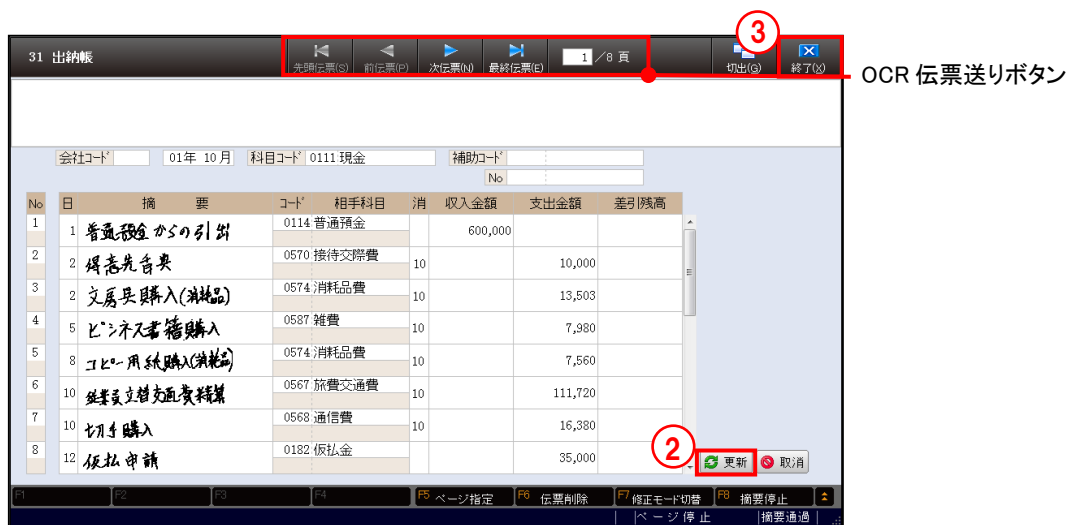 ③
31 出納帳
先頭伝票(S) 前伝票(P) 次伝票(N) 最終伝票(E) 1 /8 頁 切出(G) 終了(X)
OCR 伝票送りボタン
会社コード 01年 10月 科目コード 0111 現金 補助コード
No
No 日 摘 要 コード 相手科目 消 収入金額 支出金額 差引残高
1 1 普通預金からの引出 0114 普通預金 600,000
2 2 得意先香典 0570 接待交際費 10 10,000
3 2 文房具購入(消耗品) 0574 消耗品費 10 13,503
4 5 ビジネス書籍購入 0587 雑費 10 7,980
5 8 コピー用紙購入(消耗品) 0574 消耗品費 10 7,560
6 10 従業員立替交通費精算 0567 旅費交通費 10 111,720
7 10 切手購入 0568 通信費 10 16,380
8 12 仮払申請 0182 仮払金 35,000
② 更新 取消
F1 F2 F3 F4 F5 ページ指定 F6 伝票削除 F7 修正モード切替 F8 摘要停止
ページ停止 摘要通過